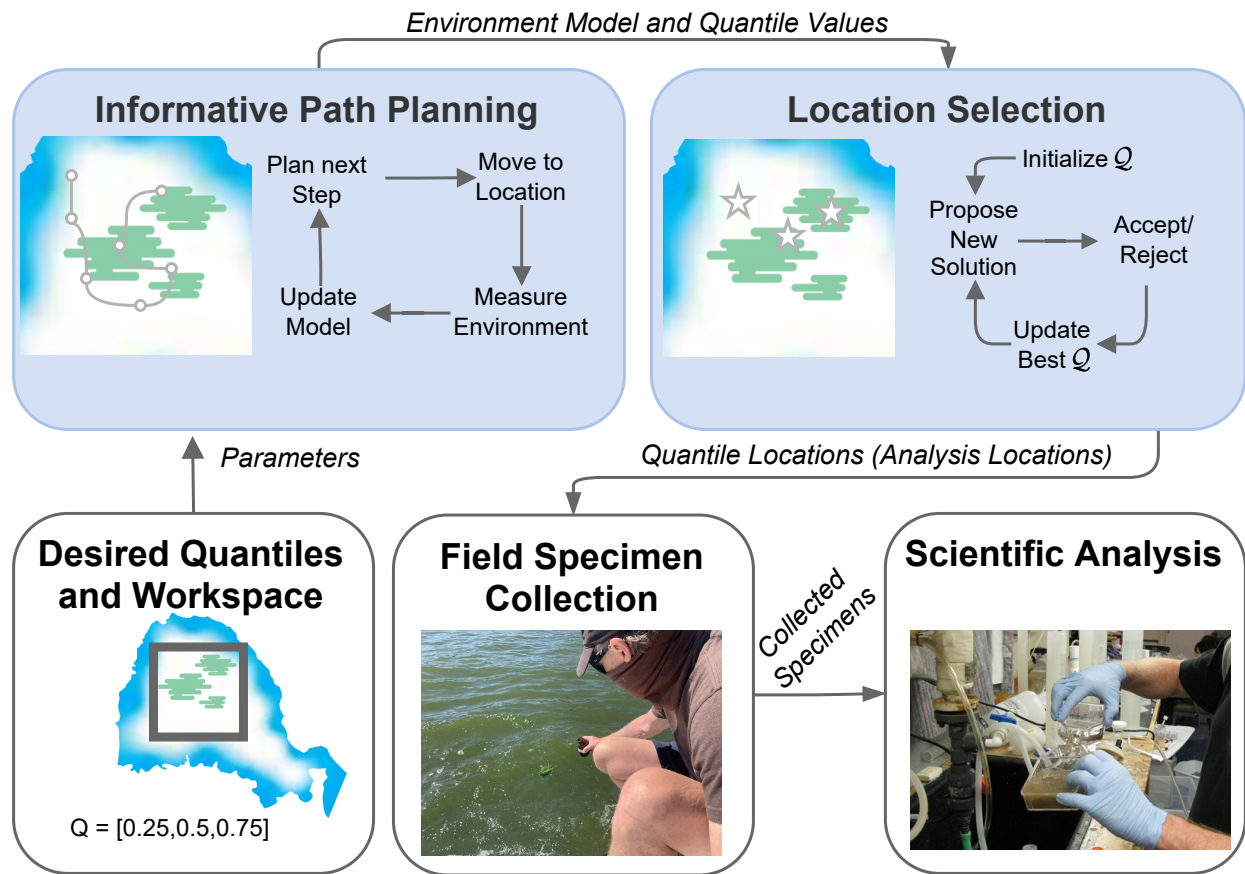 Environment Model and Quantile Values
Informative Path Planning
Plan next
Step
Move to
Location
Update
Model
Measure
Environment
Location Selection
Initialize 𝒬
Propose
New
Solution
Accept/
Reject
Update
Best 𝒬
Parameters
Quantile Locations (Analysis Locations)
Desired Quantiles
and Workspace
Q = [0.25,0.5,0.75]
Field Specimen
Collection
Collected
Specimens
Scientific Analysis